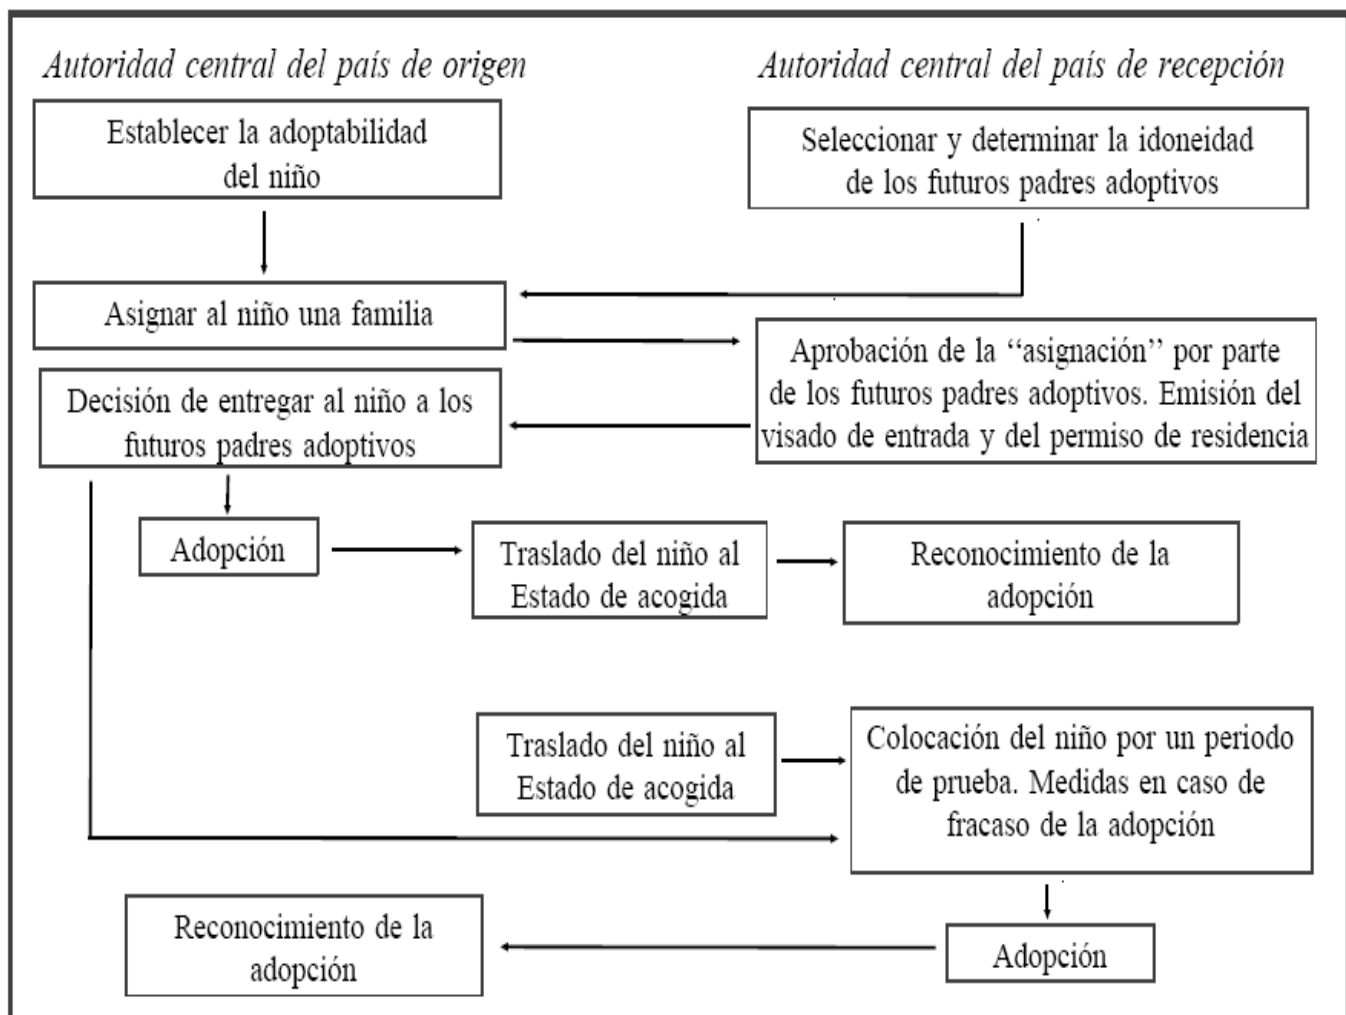 Autoridad central del país de origen
Autoridad central del país de recepción
Establecer la adoptabilidad
del niño
Seleccionar y determinar la idoneidad
de los futuros padres adoptivos
Asignar al niño una familia
Aprobación de la ‘‘asignación’’ por parte
de los futuros padres adoptivos. Emisión del
visado de entrada y del permiso de residencia
Decisión de entregar al niño a los
futuros padres adoptivos
Adopción
Traslado del niño al
Estado de acogida
Reconocimiento de la
adopción
Traslado del niño al
Estado de acogida
Colocación del niño por un periodo
de prueba. Medidas en caso de
fracaso de la adopción
Reconocimiento de la
adopción
Adopción